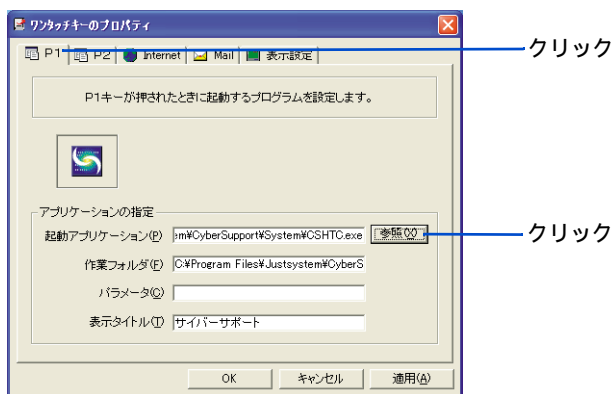 ワンタッチキーのプロパティ
P1 P2 Internet Mail 表示設定
クリック
P1キーが押されたときに起動するプログラムを設定します。
アプリケーションの指定
起動アプリケーション(P) em¥CyberSupport¥System¥CSHTC.exe 参照(X)
クリック
作業フォルダ(F) C:¥Program Files¥Justsystem¥CyberS
パラメータ(C)
表示タイトル(T) サイバーサポート
OK キャンセル 適用(A)